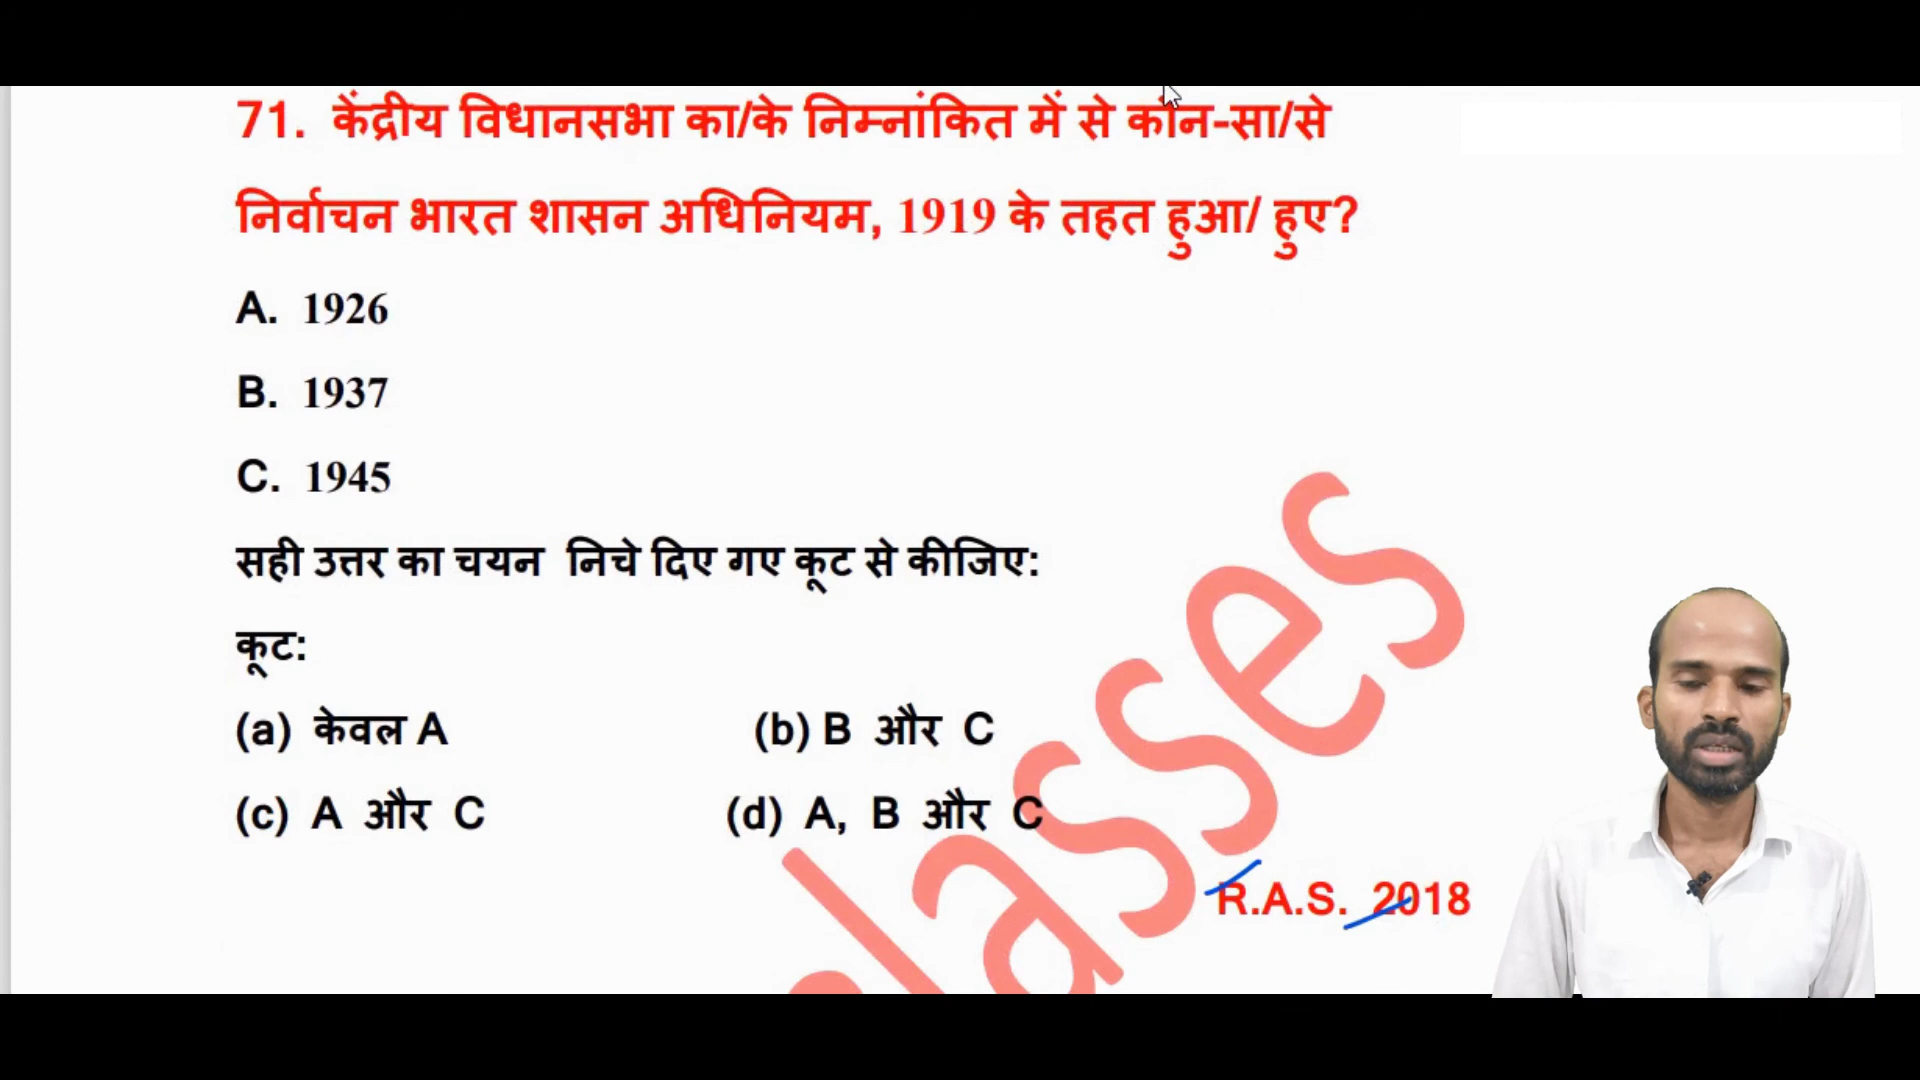 71. केंद्रीय विधानसभा का/के निम्नांकित में से कौन-सा/से
निर्वाचन भारत शासन अधिनियम, 1919 के तहत हुआ/ हुए?
A. 1926
B. 1937
C. 1945
सही उत्तर का चयन निचे दिए गए कूट से कीजिए:
कूट:
(a) केवल A (b) B और C
(c) A और C (d) A, B और C
R.A.S. 2018
lasses